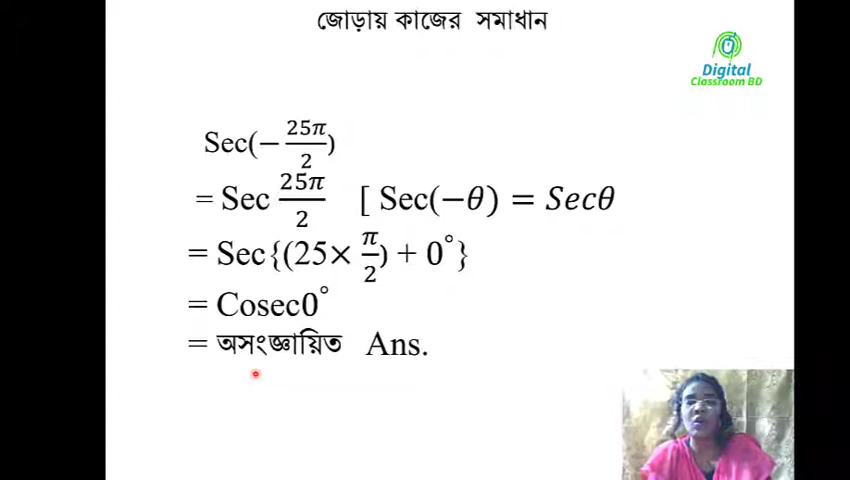 জোড়ায় কাজের সমাধান
Digital
Classroom BD
Sec(−25π/2)
= Sec 25π/2 [ Sec(−θ) = Secθ
= Sec{(25× π/2) + 0°}
= Cosec0°
= অসংজ্ঞায়িত Ans.